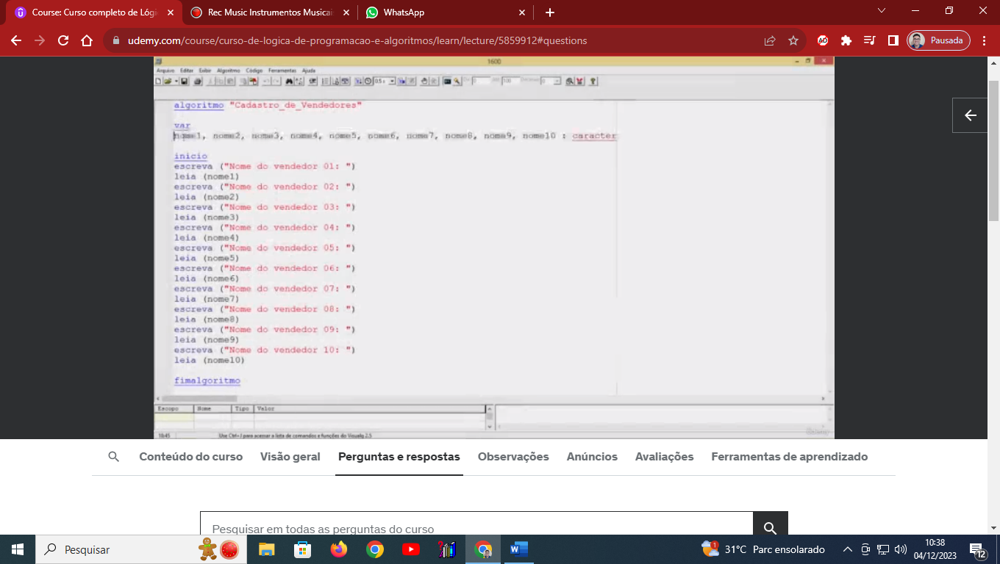 Course: Curso completo de Lógi
Rec Music Instrumentos Musicai
WhatsApp
udemy.com/course/curso-de-logica-de-programacao-e-algoritmos/learn/lecture/5859912#questions
Pausada
1600
Arquivo Editar Exibir Algoritmo Código Ferramentas Ajuda
algoritmo "Cadastro_de_Vendedores"
var
nome1, nome2, nome3, nome4, nome5, nome6, nome7, nome8, nome9, nome10 : caracter
inicio
escreva ("Nome do vendedor 01: ")
leia (nome1)
escreva ("Nome do vendedor 02: ")
leia (nome2)
escreva ("Nome do vendedor 03: ")
leia (nome3)
escreva ("Nome do vendedor 04: ")
leia (nome4)
escreva ("Nome do vendedor 05: ")
leia (nome5)
escreva ("Nome do vendedor 06: ")
leia (nome6)
escreva ("Nome do vendedor 07: ")
leia (nome7)
escreva ("Nome do vendedor 08: ")
leia (nome8)
escreva ("Nome do vendedor 09: ")
leia (nome9)
escreva ("Nome do vendedor 10: ")
leia (nome10)
fimalgoritmo
Escopo Nome Tipo Valor
Use Ctrl+J para acessar a lista de comandos e funções do Visualg 2.5
Conteúdo do curso Visão geral Perguntas e respostas Observações Anúncios Avaliações Ferramentas de aprendizado
Pesquisar em todas as perguntas do curso
Pesquisar
31°C Parc ensolarado
10:38
04/12/2023
12